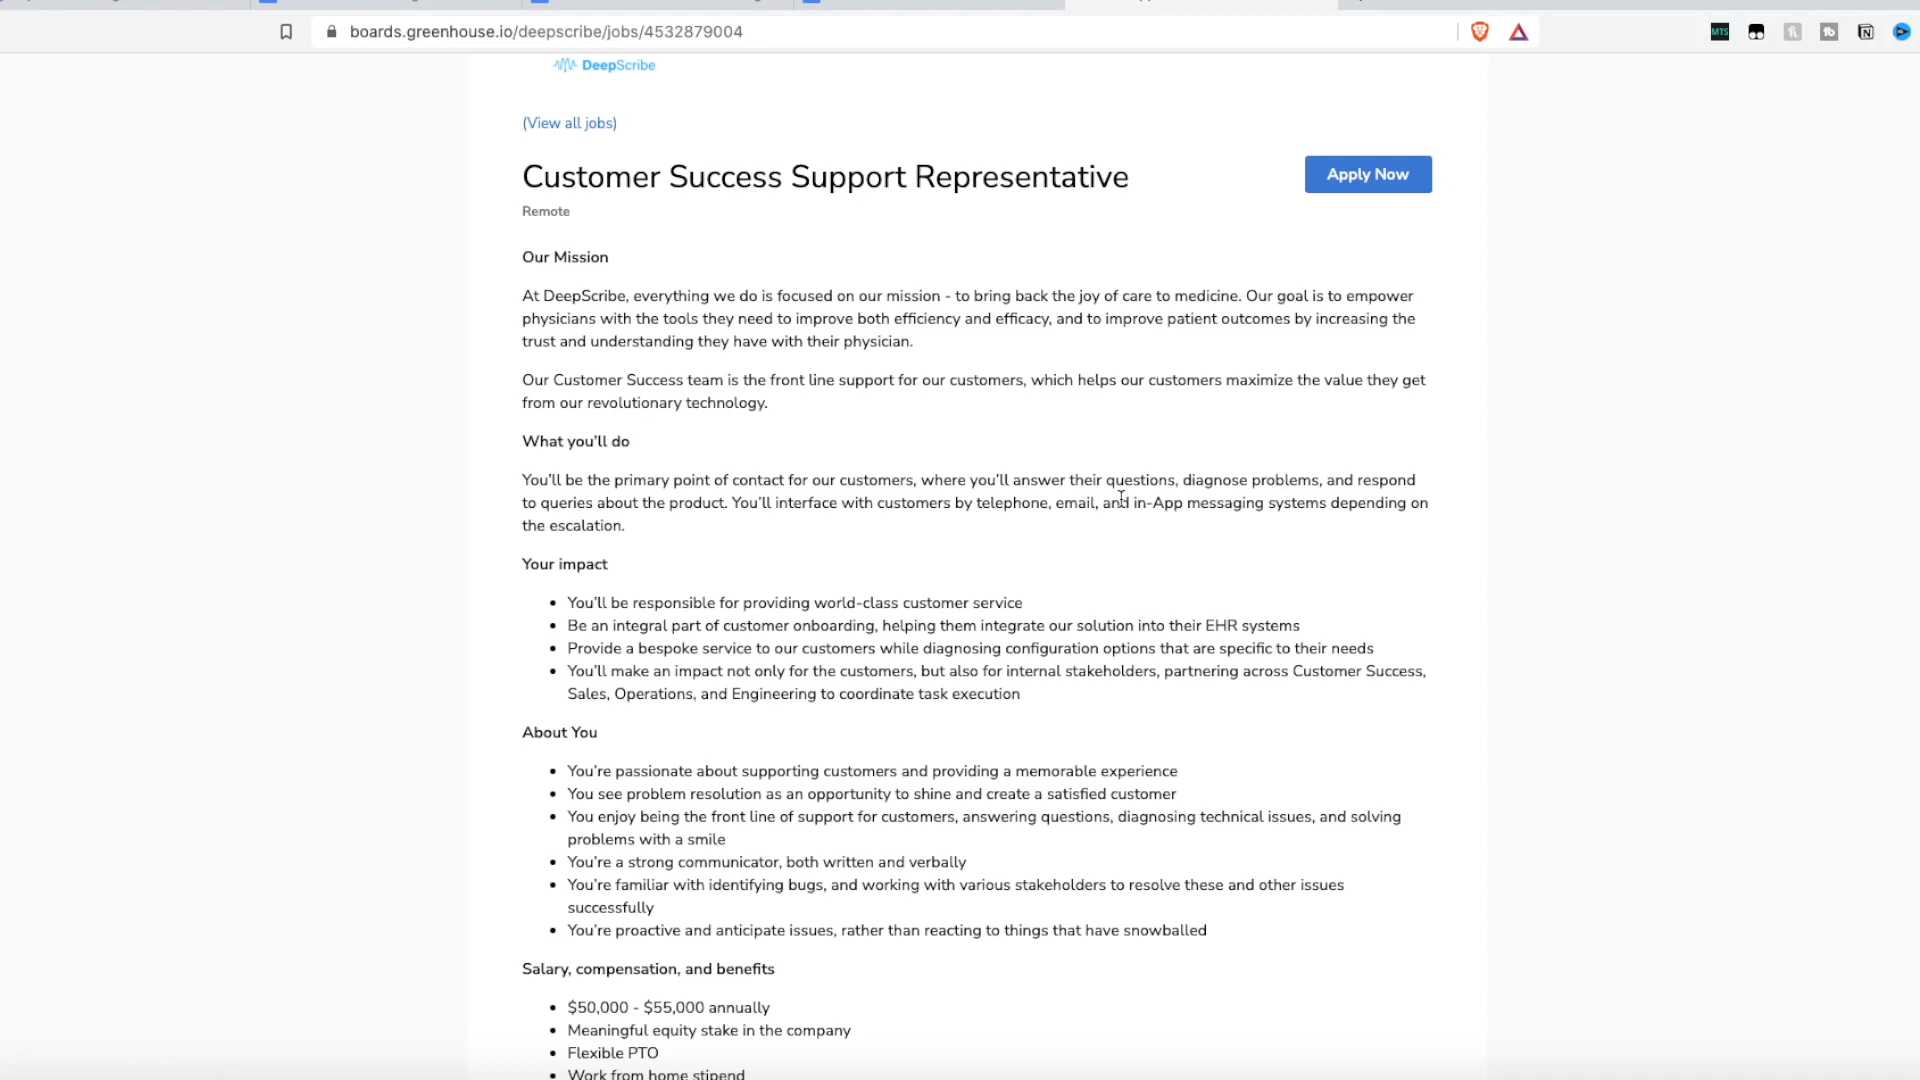 boards.greenhouse.io/deepscribe/jobs/4532879004
MTS
DeepScribe
(View all jobs)
Customer Success Support Representative
Apply Now
Remote
Our Mission
At DeepScribe, everything we do is focused on our mission - to bring back the joy of care to medicine. Our goal is to empower
physicians with the tools they need to improve both efficiency and efficacy, and to improve patient outcomes by increasing the
trust and understanding they have with their physician.
Our Customer Success team is the front line support for our customers, which helps our customers maximize the value they get
from our revolutionary technology.
What you’ll do
You’ll be the primary point of contact for our customers, where you’ll answer their questions, diagnose problems, and respond
to queries about the product. You’ll interface with customers by telephone, email, and in-App messaging systems depending on
the escalation.
Your impact
• You’ll be responsible for providing world-class customer service
• Be an integral part of customer onboarding, helping them integrate our solution into their EHR systems
• Provide a bespoke service to our customers while diagnosing configuration options that are specific to their needs
• You’ll make an impact not only for the customers, but also for internal stakeholders, partnering across Customer Success,
Sales, Operations, and Engineering to coordinate task execution
About You
• You’re passionate about supporting customers and providing a memorable experience
• You see problem resolution as an opportunity to shine and create a satisfied customer
• You enjoy being the front line of support for customers, answering questions, diagnosing technical issues, and solving
problems with a smile
• You’re a strong communicator, both written and verbally
• You’re familiar with identifying bugs, and working with various stakeholders to resolve these and other issues
successfully
• You’re proactive and anticipate issues, rather than reacting to things that have snowballed
Salary, compensation, and benefits
• $50,000 - $55,000 annually
• Meaningful equity stake in the company
• Flexible PTO
• Work from home stipend